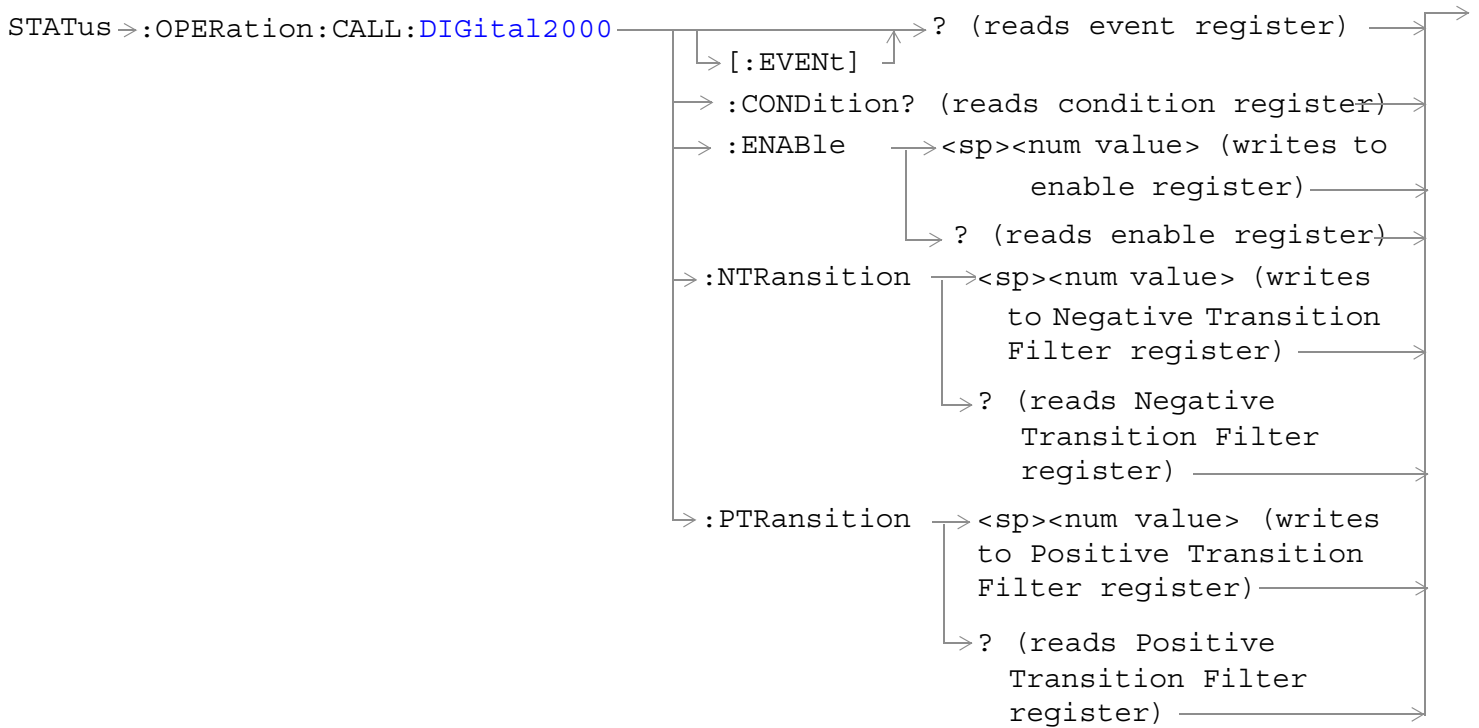 STATus :OPERation:CALL:DIGital2000 ? (reads event register)
[:EVENt]
:CONDition? (reads condition register)
:ENABle <sp><num value> (writes to
enable register)
? (reads enable register)
:NTRansition <sp><num value> (writes
to Negative Transition
Filter register)
? (reads Negative
Transition Filter
register)
:PTRansition <sp><num value> (writes
to Positive Transition
Filter register)
? (reads Positive
Transition Filter
register)